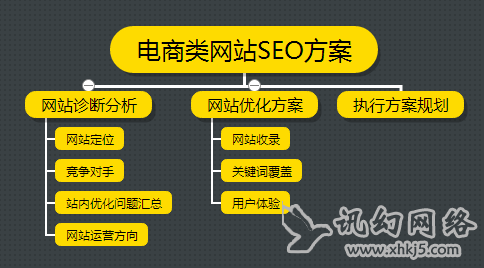 电商类网站SEO方案
网站诊断分析
网站定位
竞争对手
站内优化问题汇总
网站运营方向
网站优化方案
网站收录
关键词覆盖
用户体验
执行方案规划
讯幻网络
www.xhkj5.com